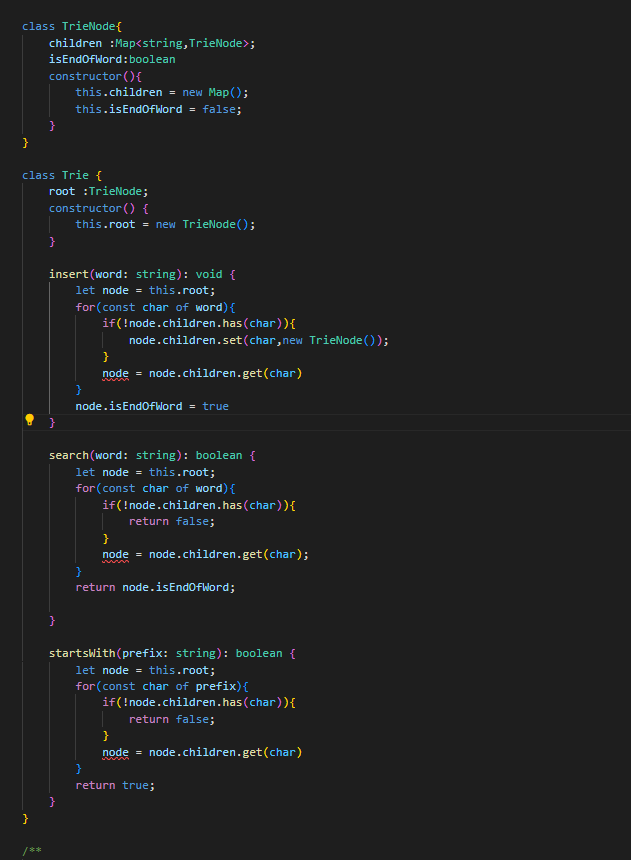 class TrieNode{
    children :Map<string,TrieNode>;
    isEndOfWord:boolean
    constructor(){
        this.children = new Map();
        this.isEndOfWord = false;
    }
}

class Trie {
    root :TrieNode;
    constructor() {
        this.root = new TrieNode();
    }

    insert(word: string): void {
        let node = this.root;
        for(const char of word){
            if(!node.children.has(char)){
                node.children.set(char,new TrieNode());
            }
            node = node.children.get(char)
        }
        node.isEndOfWord = true
    }

    search(word: string): boolean {
        let node = this.root;
        for(const char of word){
            if(!node.children.has(char)){
                return false;
            }
            node = node.children.get(char);
        }
        return node.isEndOfWord;

    }

    startsWith(prefix: string): boolean {
        let node = this.root;
        for(const char of prefix){
            if(!node.children.has(char)){
                return false;
            }
            node = node.children.get(char)
        }
        return true;
    }
}

/**